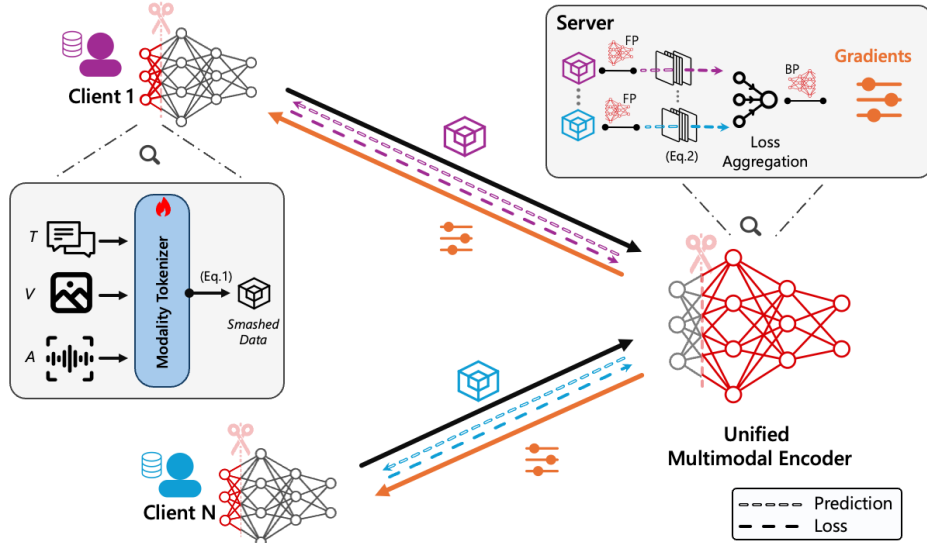 Client 1
T
V
A
Modality Tokenizer
(Eq.1)
Smashed
Data
Client N
Server
FP
FP
(Eq.2)
Loss
Aggregation
BP
Gradients
Unified
Multimodal Encoder
Prediction
Loss